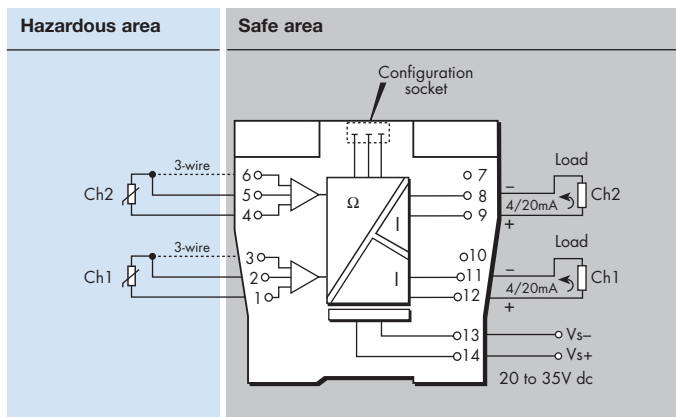 Hazardous area
Safe area
Configuration
socket
3-wire
6
5
4
Ch2
Ω
7
8
9
–
4/20mA
+
Load
Ch2
3-wire
3
2
1
Ch1
I
I
10
11
12
–
4/20mA
+
Load
Ch1
13
Vs–
14
Vs+
20 to 35V dc